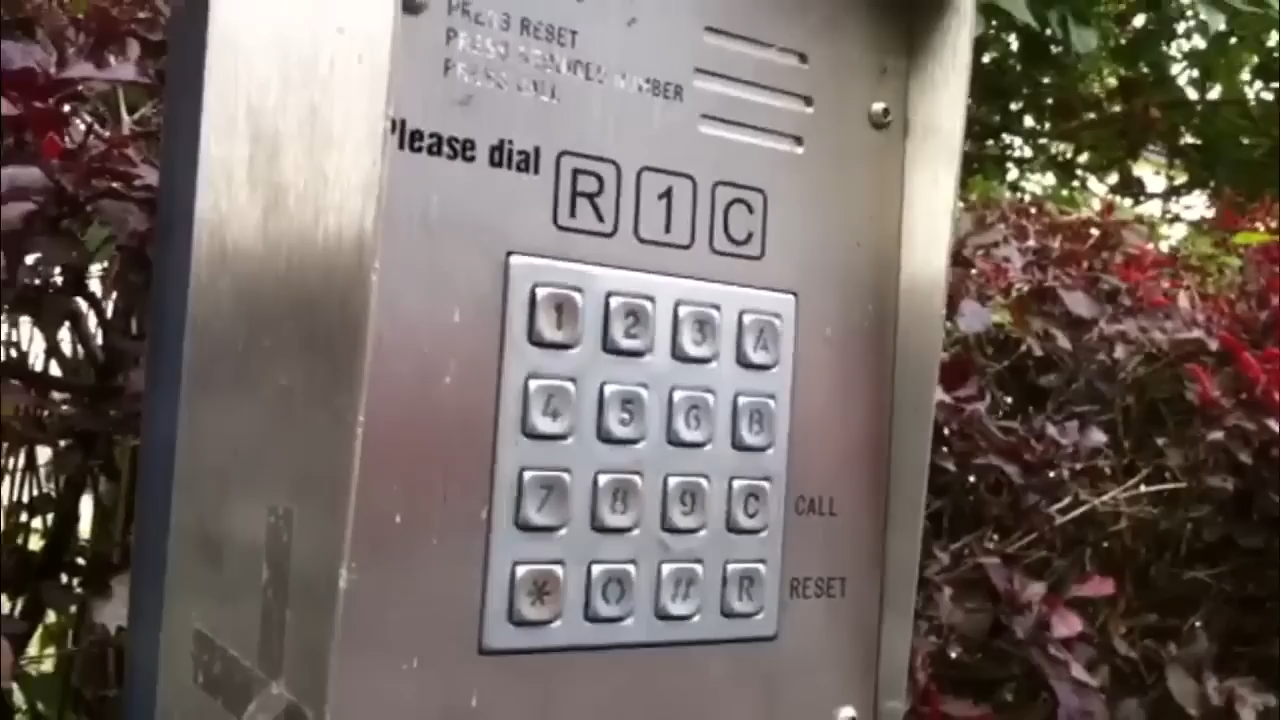 PRESS RESET
PRESS REQUIRED NUMBER
PRESS CALL
Please dial R 1 C
1 2 3 A
4 5 6 B
7 8 9 C CALL
* 0 # R RESET